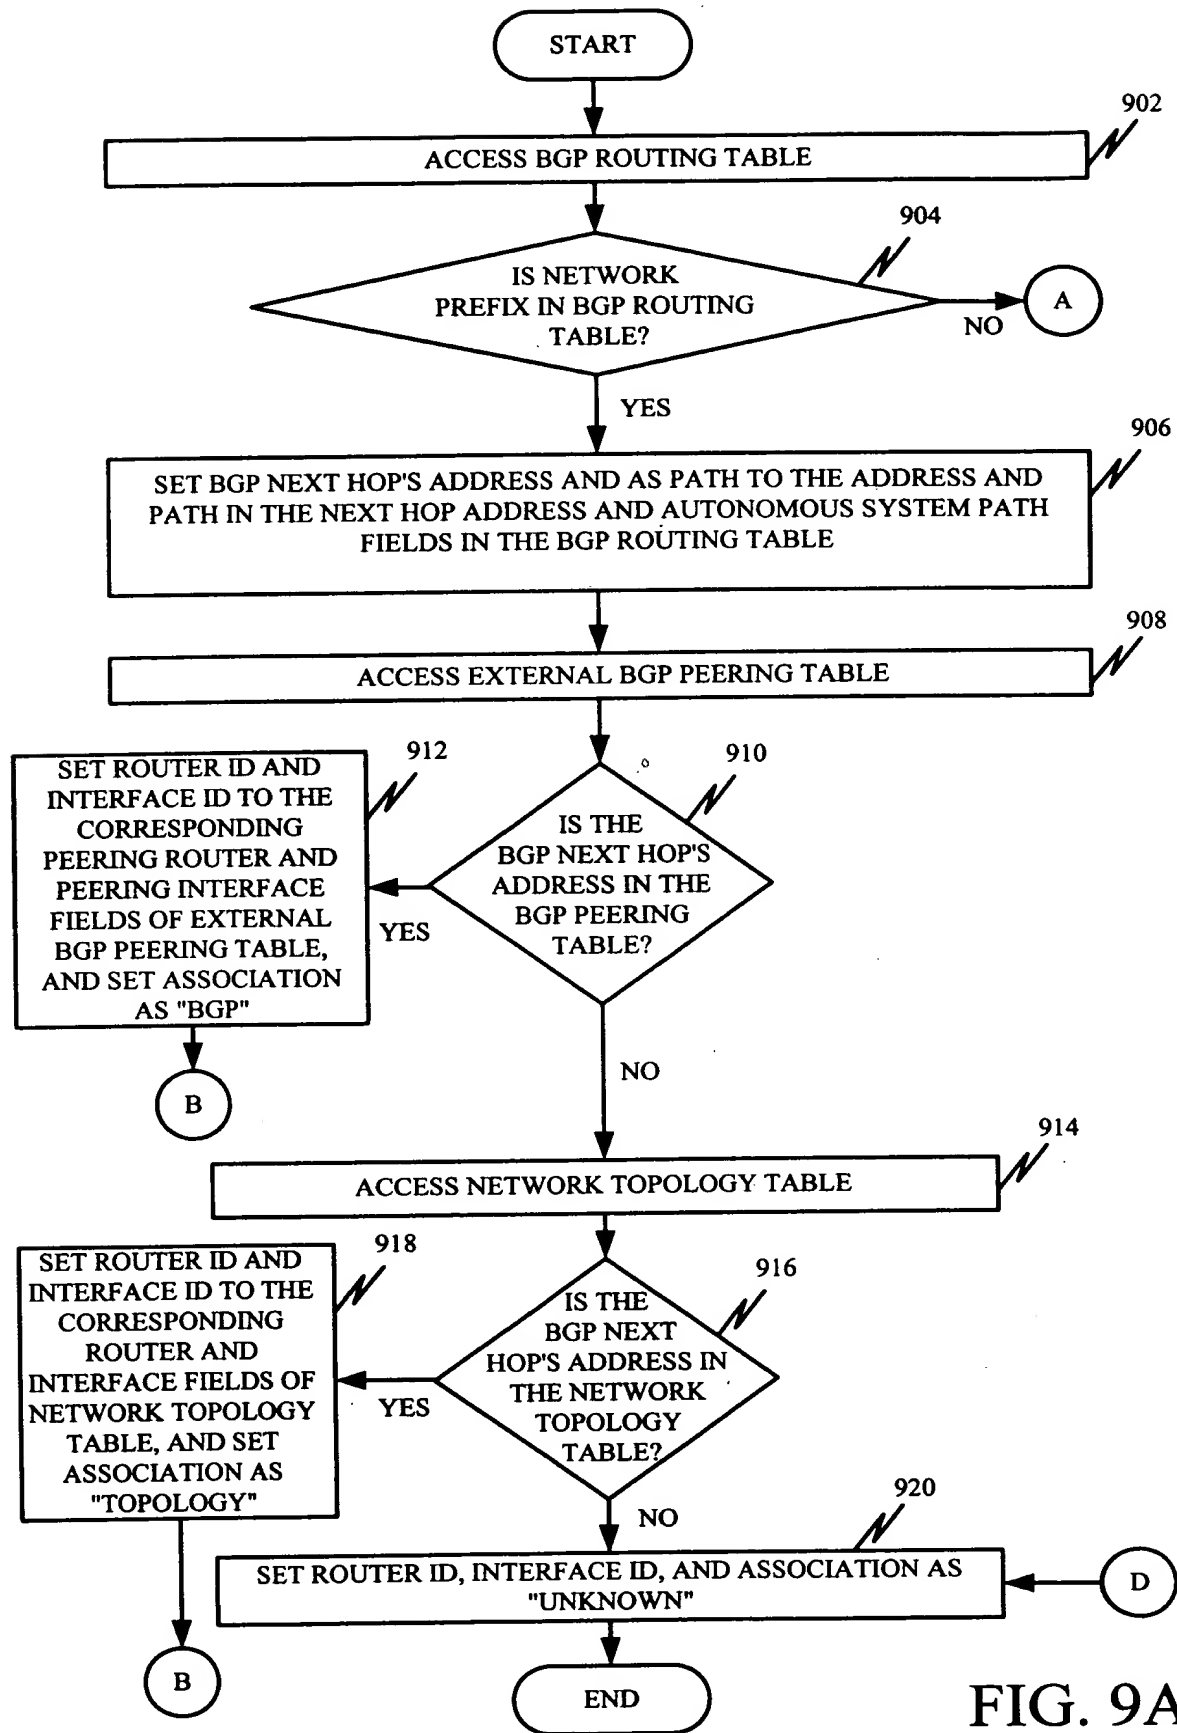 START
902
ACCESS BGP ROUTING TABLE
904
IS NETWORK
PREFIX IN BGP ROUTING
TABLE?
A
NO
YES
906
SET BGP NEXT HOP'S ADDRESS AND AS PATH TO THE ADDRESS AND
PATH IN THE NEXT HOP ADDRESS AND AUTONOMOUS SYSTEM PATH
FIELDS IN THE BGP ROUTING TABLE
908
ACCESS EXTERNAL BGP PEERING TABLE
912
SET ROUTER ID AND
INTERFACE ID TO THE
CORRESPONDING
PEERING ROUTER AND
PEERING INTERFACE
FIELDS OF EXTERNAL
BGP PEERING TABLE,
AND SET ASSOCIATION
AS "BGP"
910
IS THE
BGP NEXT HOP'S
ADDRESS IN THE
BGP PEERING
TABLE?
YES
B
NO
914
ACCESS NETWORK TOPOLOGY TABLE
918
SET ROUTER ID AND
INTERFACE ID TO THE
CORRESPONDING
ROUTER AND
INTERFACE FIELDS OF
NETWORK TOPOLOGY
TABLE, AND SET
ASSOCIATION AS
"TOPOLOGY"
916
IS THE
BGP NEXT
HOP'S ADDRESS IN
THE NETWORK
TOPOLOGY
TABLE?
YES
NO
920
SET ROUTER ID, INTERFACE ID, AND ASSOCIATION AS
"UNKNOWN"
D
B
END
FIG. 9A